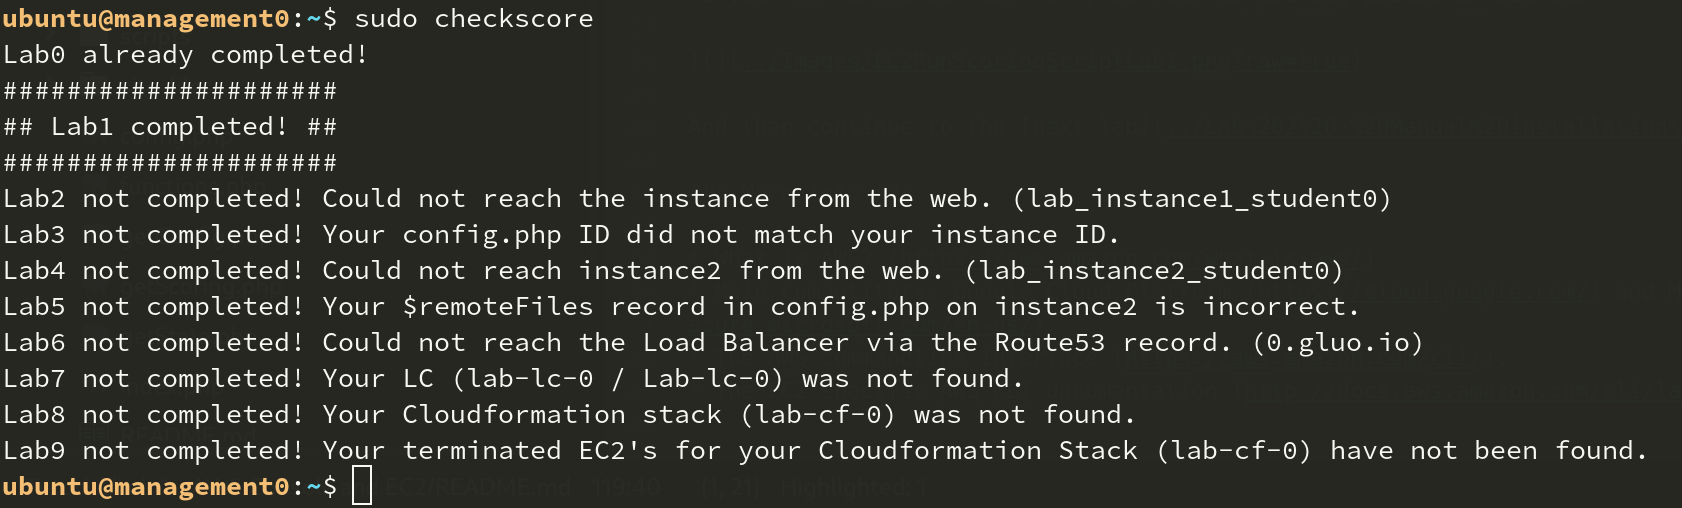 ubuntu@management0:~$ sudo checkscore
Lab0 already completed!
#####################
## Lab1 completed! ##
#####################
Lab2 not completed! Could not reach the instance from the web. (lab_instance1_student0)
Lab3 not completed! Your config.php ID did not match your instance ID.
Lab4 not completed! Could not reach instance2 from the web. (lab_instance2_student0)
Lab5 not completed! Your $remoteFiles record in config.php on instance2 is incorrect.
Lab6 not completed! Could not reach the Load Balancer via the Route53 record. (0.gluo.io)
Lab7 not completed! Your LC (lab-lc-0 / Lab-lc-0) was not found.
Lab8 not completed! Your Cloudformation stack (lab-cf-0) was not found.
Lab9 not completed! Your terminated EC2's for your Cloudformation Stack (lab-cf-0) have not been found.
ubuntu@management0:~$